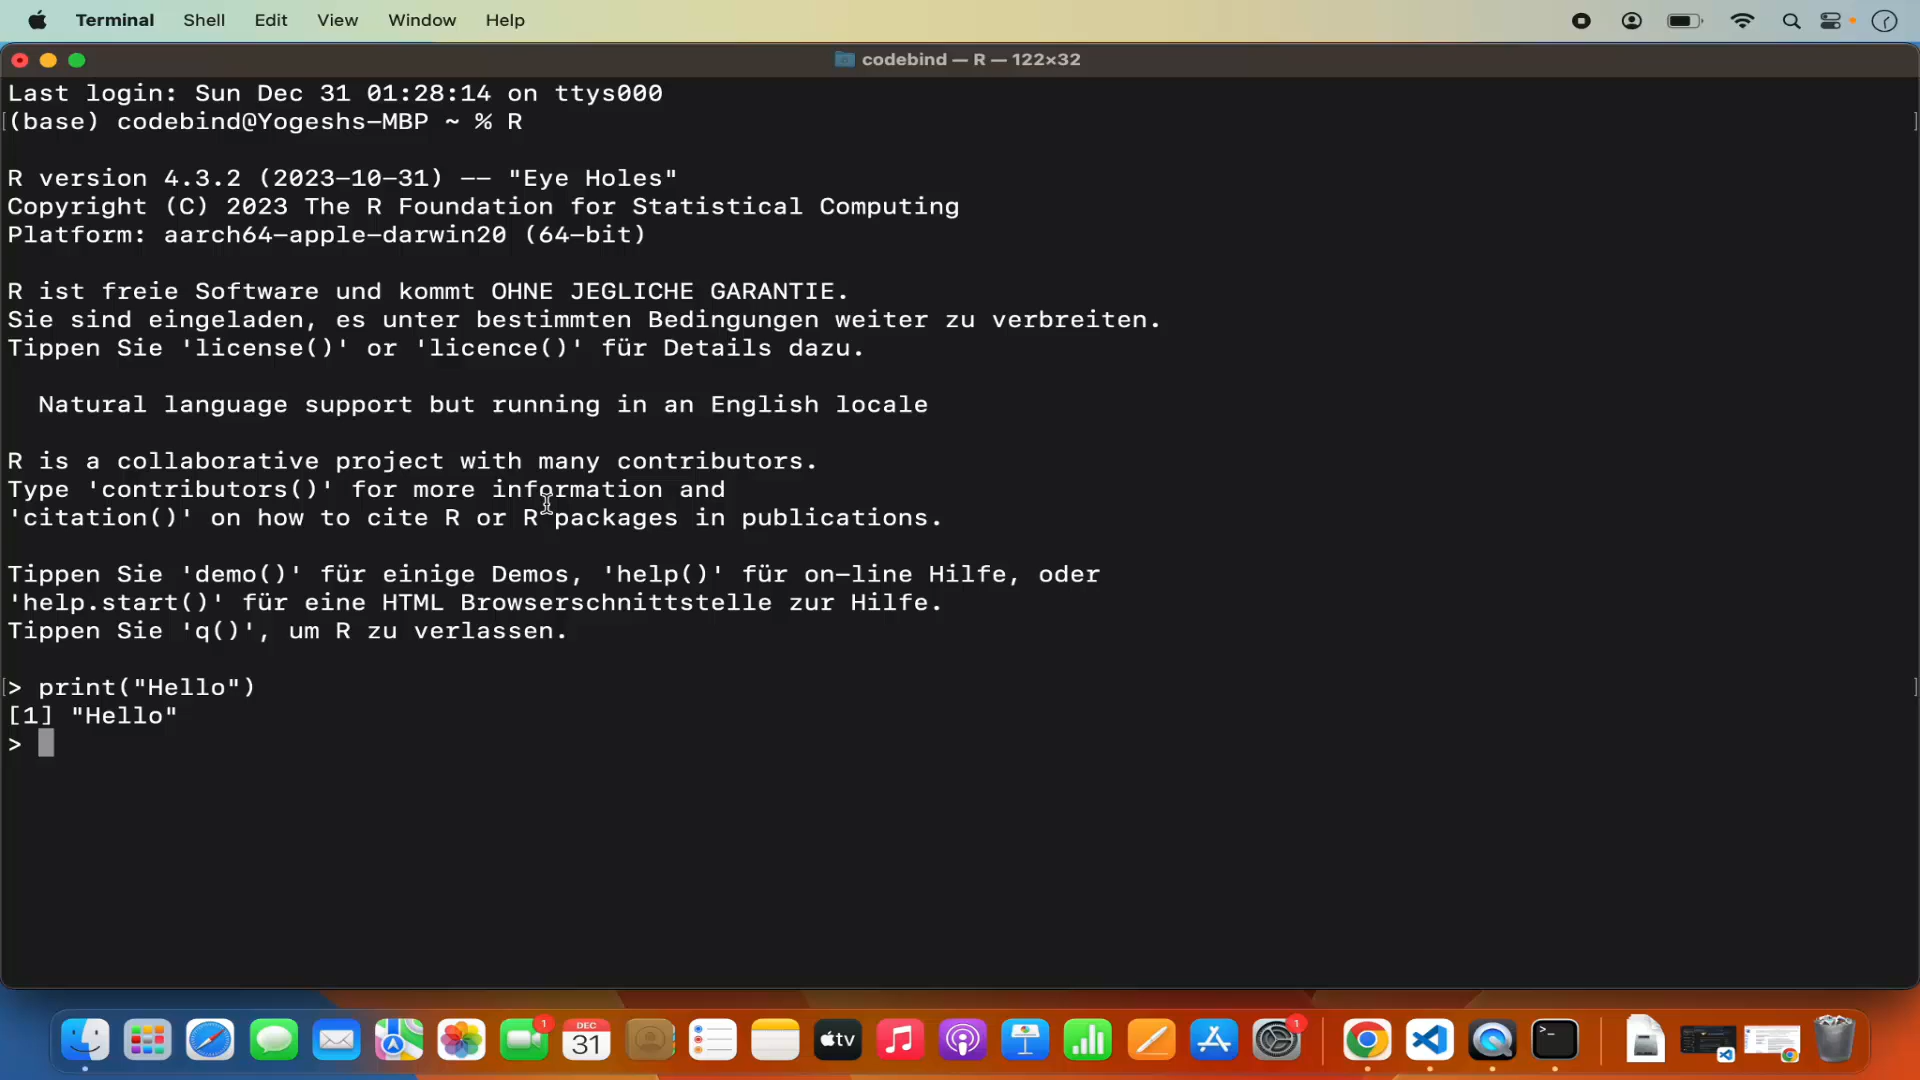 Terminal Shell Edit View Window Help
codebind — R — 122×32
Last login: Sun Dec 31 01:28:14 on ttys000
(base) codebind@Yogeshs-MBP ~ % R
R version 4.3.2 (2023-10-31) -- "Eye Holes"
Copyright (C) 2023 The R Foundation for Statistical Computing
Platform: aarch64-apple-darwin20 (64-bit)
R ist freie Software und kommt OHNE JEGLICHE GARANTIE.
Sie sind eingeladen, es unter bestimmten Bedingungen weiter zu verbreiten.
Tippen Sie 'license()' or 'licence()' für Details dazu.
Natural language support but running in an English locale
R is a collaborative project with many contributors.
Type 'contributors()' for more information and
'citation()' on how to cite R or R packages in publications.
Tippen Sie 'demo()' für einige Demos, 'help()' für on-line Hilfe, oder
'help.start()' für eine HTML Browserschnittstelle zur Hilfe.
Tippen Sie 'q()', um R zu verlassen.
> print("Hello")
[1] "Hello"
>
1 DEC 31 tv 1 >_